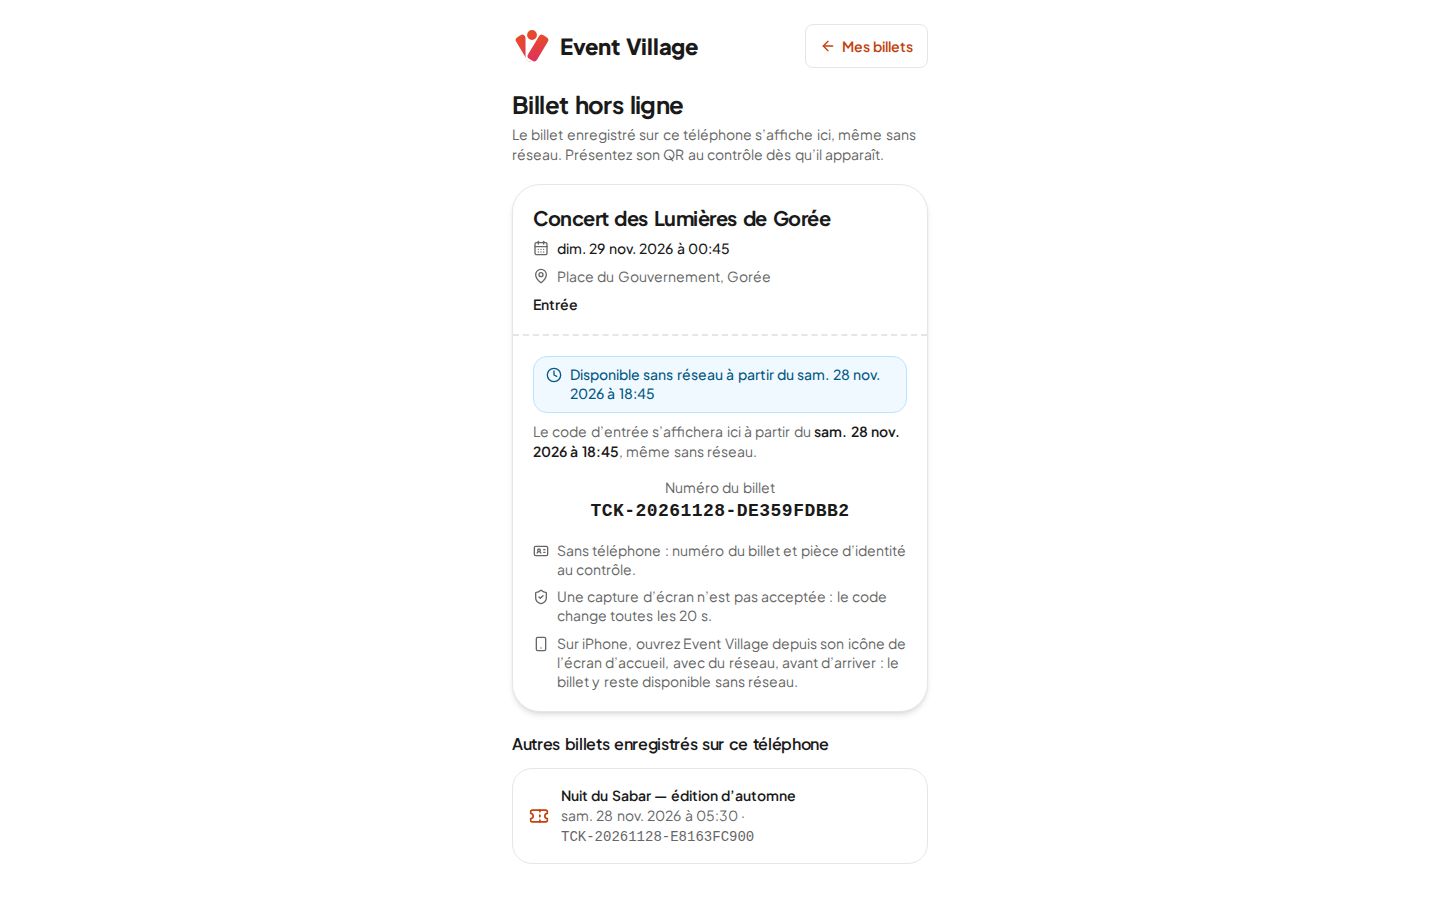 Event Village
Mes billets
Billet hors ligne
Le billet enregistré sur ce téléphone s’affiche ici, même sans
réseau. Présentez son QR au contrôle dès qu’il apparaît.
Concert des Lumières de Gorée
dim. 29 nov. 2026 à 00:45
Place du Gouvernement, Gorée
Entrée
Disponible sans réseau à partir du sam. 28 nov.
2026 à 18:45
Le code d’entrée s’affichera ici à partir du sam. 28 nov.
2026 à 18:45, même sans réseau.
Numéro du billet
TCK-20261128-DE359FDBB2
Sans téléphone : numéro du billet et pièce d’identité
au contrôle.
Une capture d’écran n’est pas acceptée : le code
change toutes les 20 s.
Sur iPhone, ouvrez Event Village depuis son icône de
l’écran d’accueil, avec du réseau, avant d’arriver : le
billet y reste disponible sans réseau.
Autres billets enregistrés sur ce téléphone
Nuit du Sabar — édition d’automne
sam. 28 nov. 2026 à 05:30 ·
TCK-20261128-E8163FC900